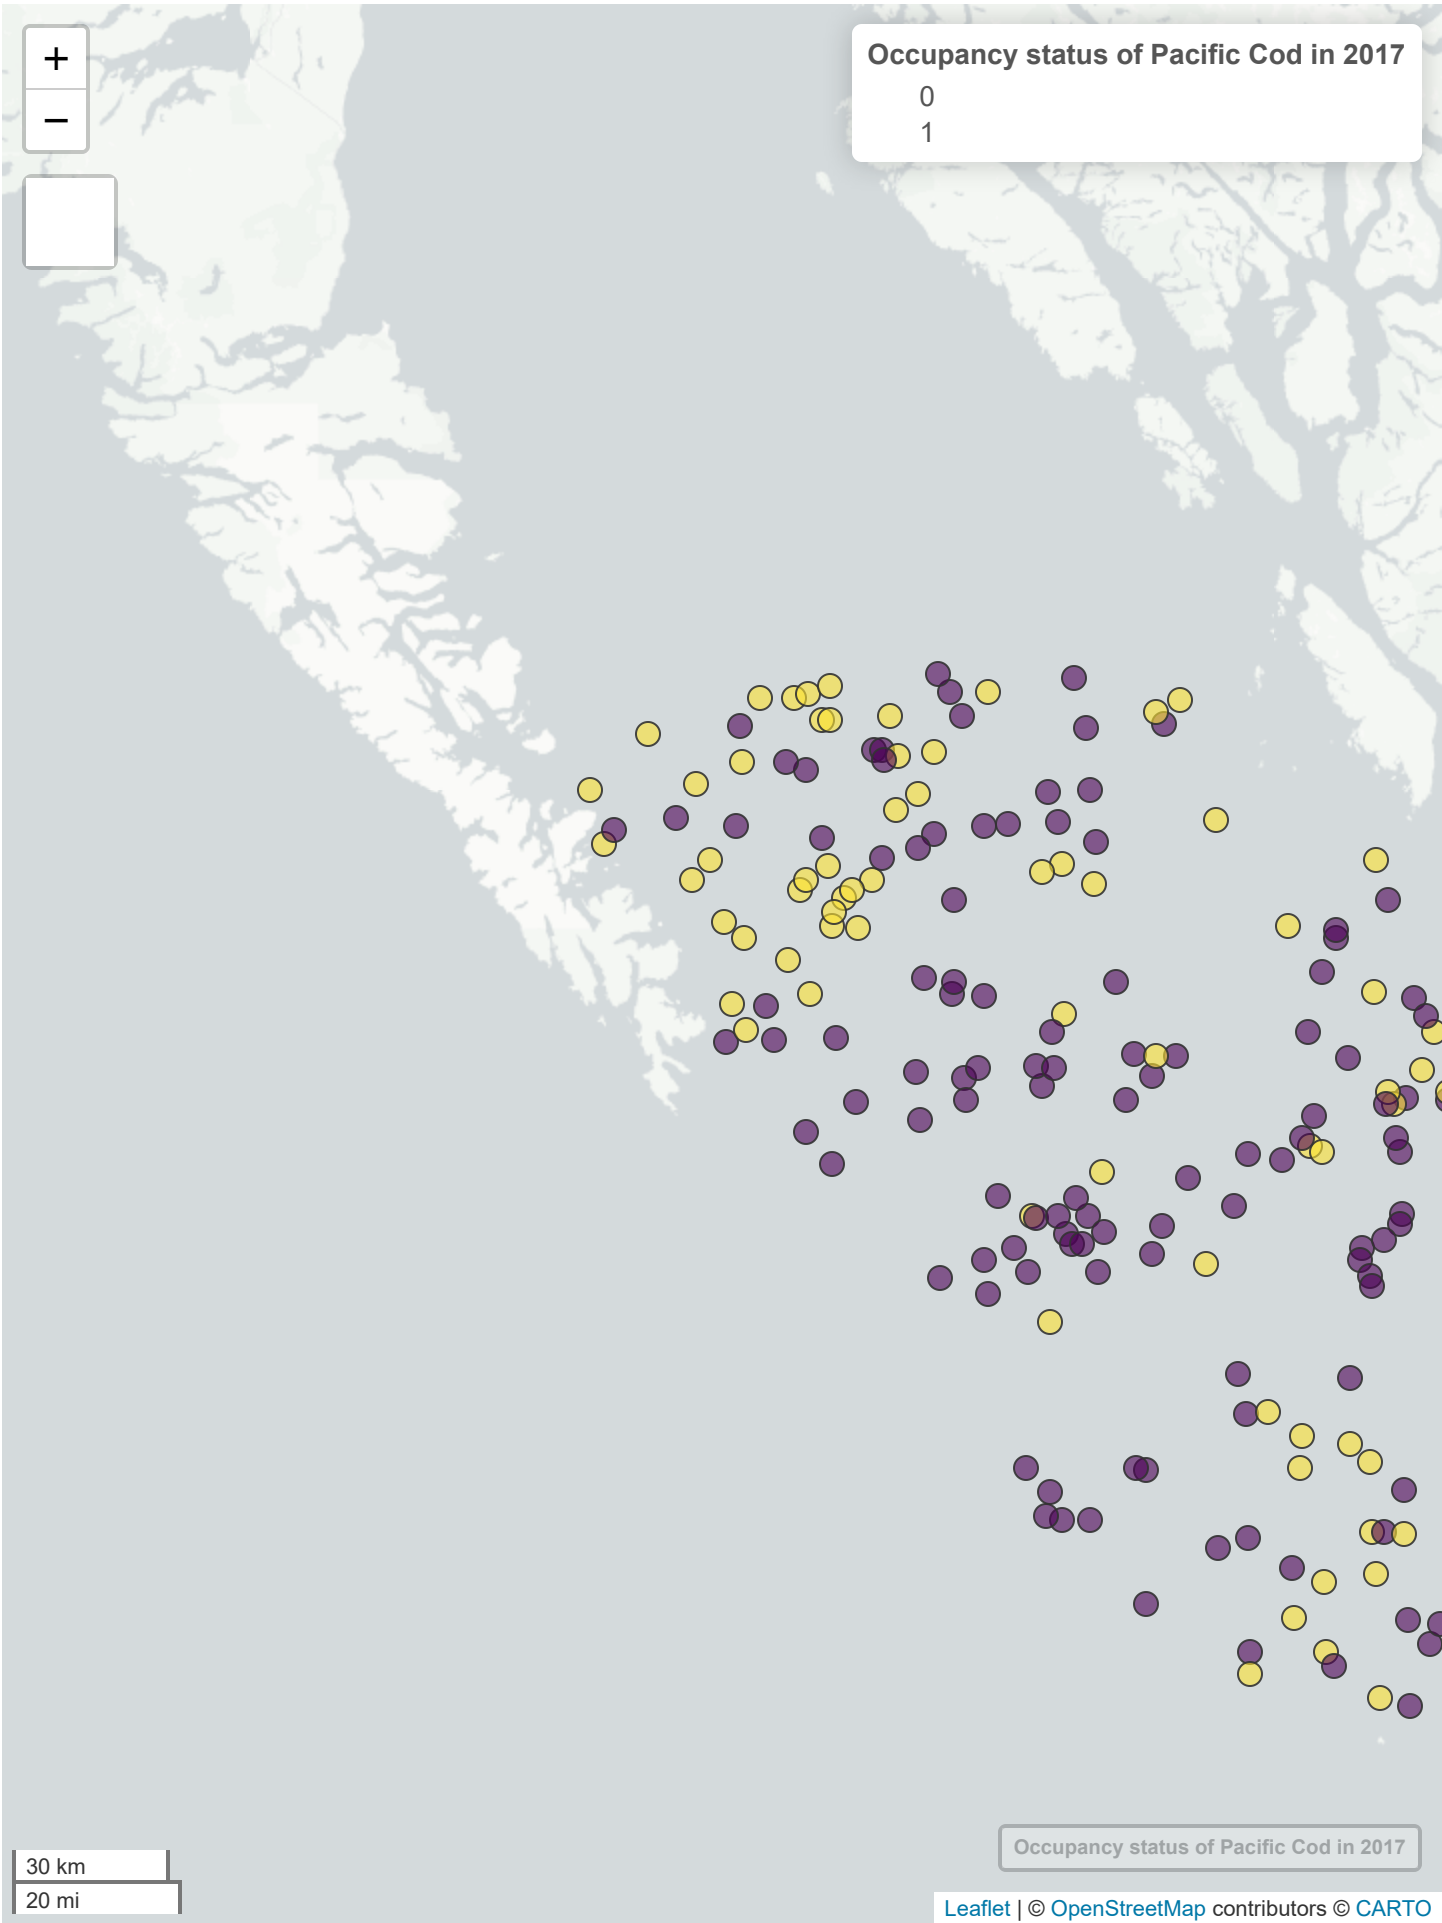 +
−
Occupancy status of Pacific Cod in 2017
0
1
Occupancy status of Pacific Cod in 2017
30 km
20 mi
Leaflet | © OpenStreetMap contributors © CARTO